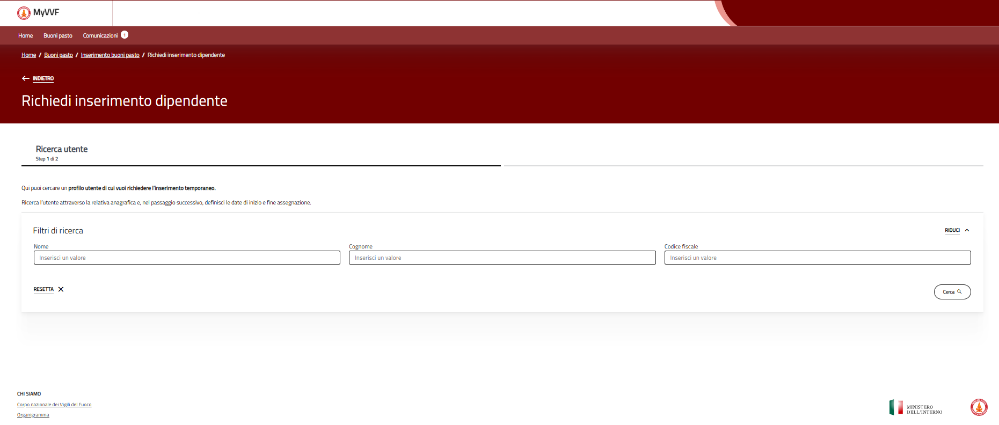 MyVVF
Home Buoni pasto Comunicazioni 1
Home / Buoni pasto / Inserimento buoni pasto / Richiedi inserimento dipendente
INDIETRO
Richiedi inserimento dipendente
Ricerca utente
Step 1 di 2
Qui puoi cercare un profilo utente di cui vuoi richiedere l'inserimento temporaneo.
Ricerca l'utente attraverso la relativa anagrafica e, nel passaggio successivo, definisci le date di inizio e fine assegnazione.
Filtri di ricerca RIDUCI
Nome Cognome Codice fiscale
Inserisci un valore Inserisci un valore Inserisci un valore
RESETTA Cerca
CHI SIAMO
Corpo nazionale dei Vigili del Fuoco
Organigramma
MINISTERO
DELL'INTERNO